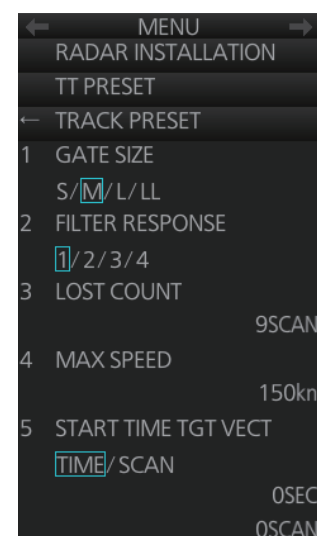 ← MENU →
RADAR INSTALLATION
TT PRESET
← TRACK PRESET
1 GATE SIZE
S/M/L/LL
2 FILTER RESPONSE
1/2/3/4
3 LOST COUNT
9SCAN
4 MAX SPEED
150kn
5 START TIME TGT VECT
TIME/SCAN
0SEC
0SCAN